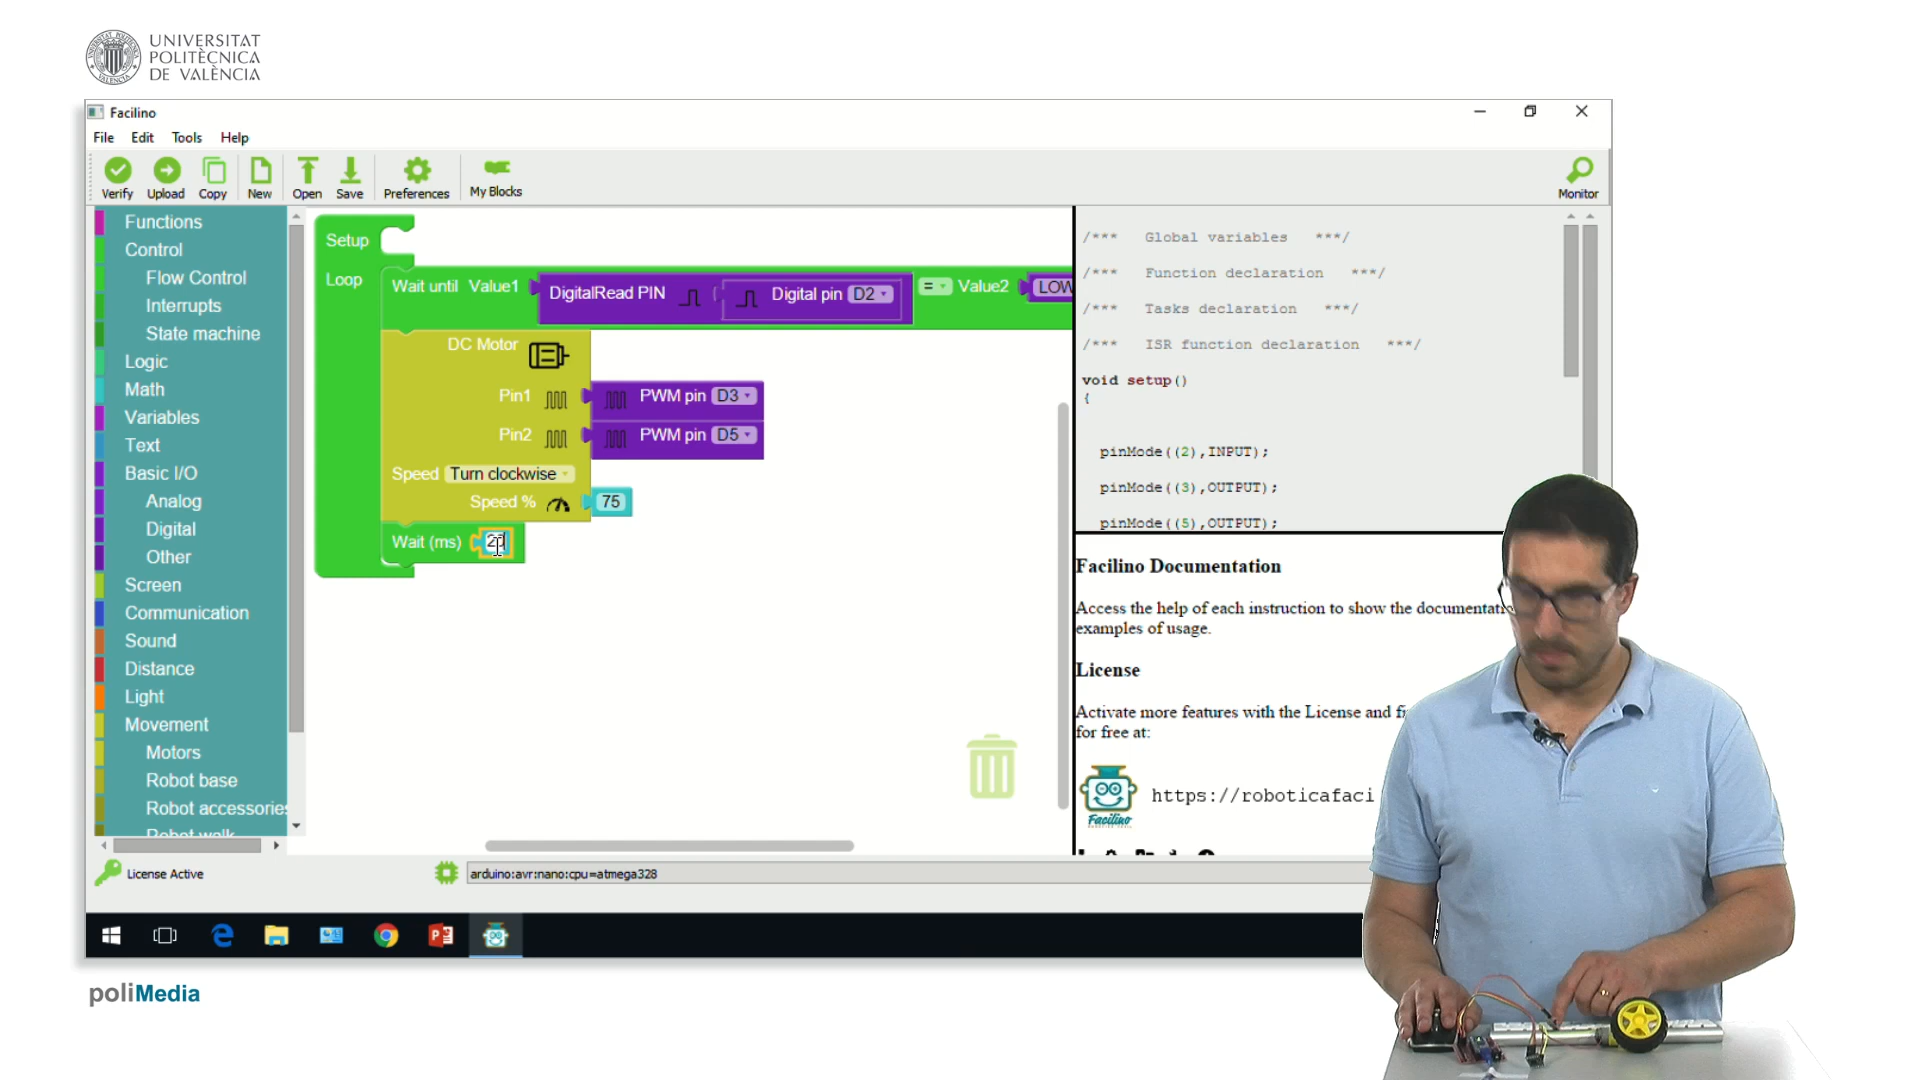 UNIVERSITAT
POLITÈCNICA
DE VALÈNCIA
Facilino
File Edit Tools Help
Verify Upload Copy New Open Save Preferences My Blocks Monitor
Functions
Control
Flow Control
Interrupts
State machine
Logic
Math
Variables
Text
Basic I/O
Analog
Digital
Other
Screen
Communication
Sound
Distance
Light
Movement
Motors
Robot base
Robot accessories
Robot walk
Setup
Loop
Wait until Value1 DigitalRead PIN Digital pin D2 = Value2 LOW
DC Motor
Pin1 PWM pin D3
Pin2 PWM pin D5
Speed Turn clockwise
Speed % 75
Wait (ms)
/*** Global variables ***/
/*** Function declaration ***/
/*** Tasks declaration ***/
/*** ISR function declaration ***/
void setup()
{
pinMode((2),INPUT);
pinMode((3),OUTPUT);
pinMode((5),OUTPUT);
Facilino Documentation
Access the help of each instruction to show the
examples of usage.
License
Activate more features with the License and
for free at:
Facilino
https://roboticafaci
License Active
arduino:avr:nano:cpu=atmega328
poliMedia